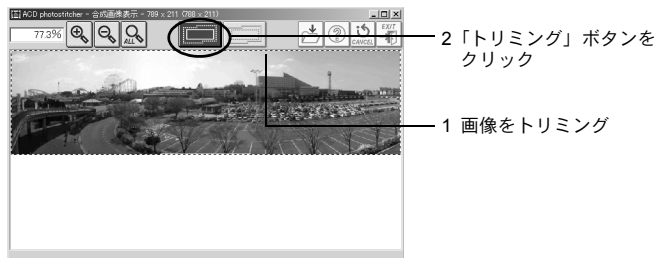 ACD photostitcher - 合成画像表示 - 789 x 211 (768 x 211)
77.3%
ALL
CANCEL
EXIT
2「トリミング」ボタンを
クリック
1 画像をトリミング